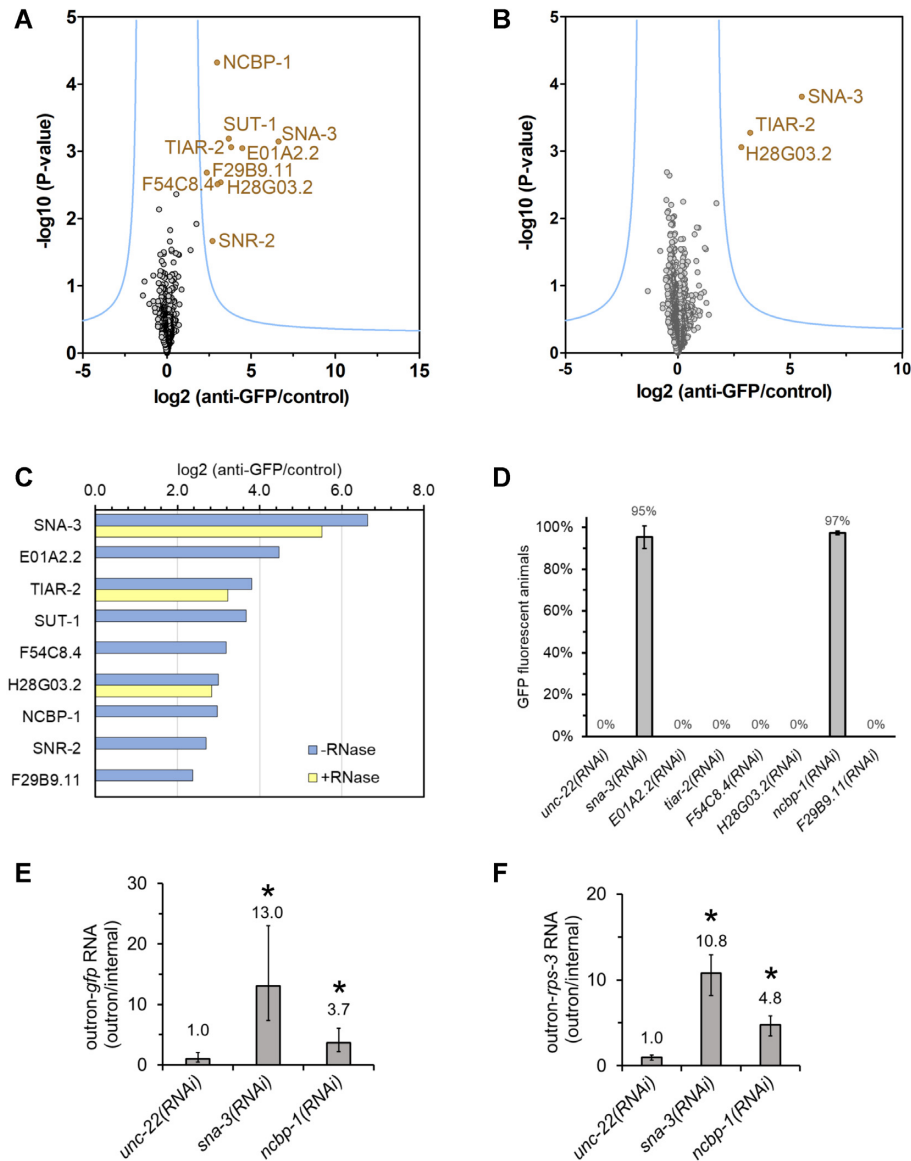 A
-log10 (P-value)
5
4
3
2
1
0
-5
0
5
10
15
log2 (anti-GFP/control)
NCBP-1
SUT-1
SNA-3
TIAR-2
E01A2.2
F29B9.11
F54C8.4
H28G03.2
SNR-2
B
-log10 (P-value)
5
4
3
2
1
0
-5
0
5
10
log2 (anti-GFP/control)
SNA-3
TIAR-2
H28G03.2
C
log2 (anti-GFP/control)
0.0 2.0 4.0 6.0 8.0
SNA-3
E01A2.2
TIAR-2
SUT-1
F54C8.4
H28G03.2
NCBP-1
SNR-2
F29B9.11
-RNase
+RNase
D
GFP fluorescent animals
100%
80%
60%
40%
20%
0%
0%
95%
0%
0%
0%
0%
97%
0%
unc-22(RNAi)
sna-3(RNAi)
E01A2.2(RNAi)
tiar-2(RNAi)
F54C8.4(RNAi)
H28G03.2(RNAi)
ncbp-1(RNAi)
F29B9.11(RNAi)
E
outron-gfp RNA
(outron/internal)
30
20
10
0
1.0
*
13.0
*
3.7
unc-22(RNAi)
sna-3(RNAi)
ncbp-1(RNAi)
F
outron-rps-3 RNA
(outron/internal)
20
10
0
1.0
*
10.8
*
4.8
unc-22(RNAi)
sna-3(RNAi)
ncbp-1(RNAi)